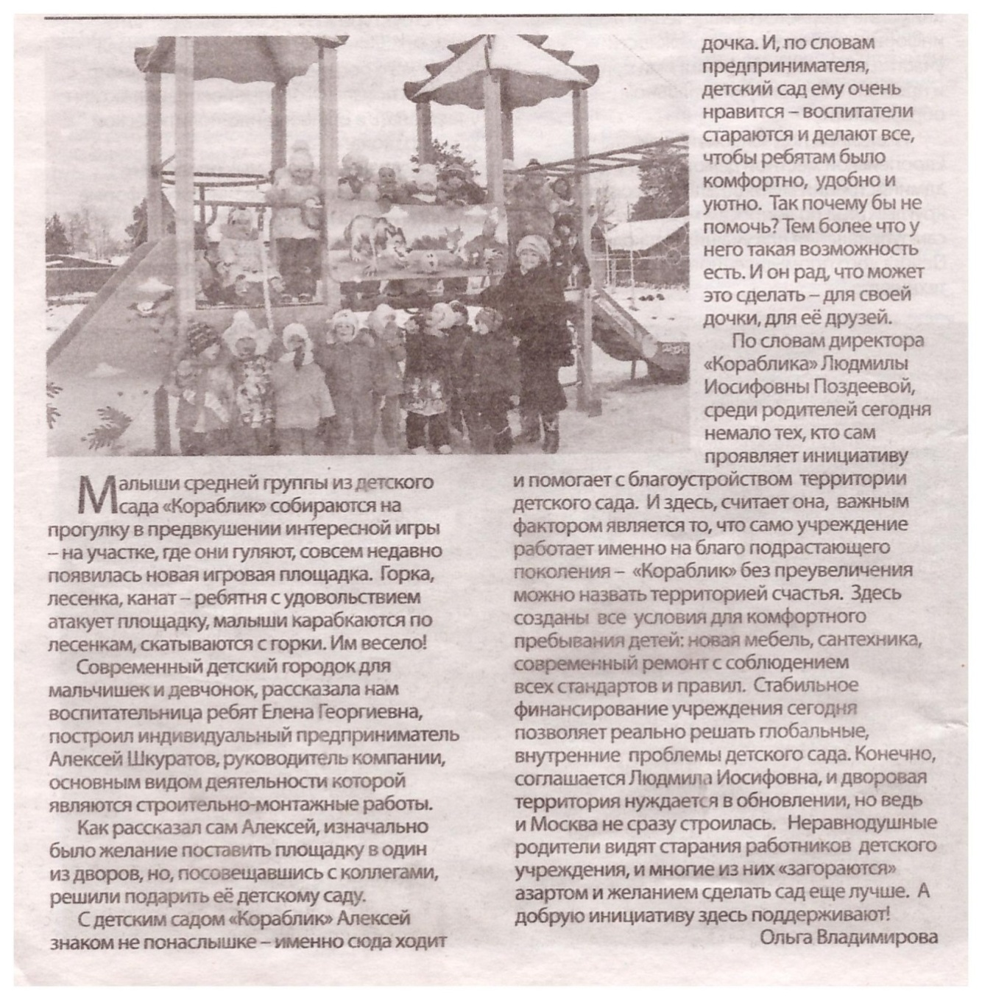 Малыши средней группы из детского
сада «Кораблик» собираются на
прогулку в предвкушении интересной игры
– на участке, где они гуляют, совсем недавно
появилась новая игровая площадка. Горка,
лесенка, канат – ребятня с удовольствием
атакует площадку, малыши карабкаются по
лесенкам, скатываются с горки. Им весело!
Современный детский городок для
мальчишек и девчонок, рассказала нам
воспитательница ребят Елена Георгиевна,
построил индивидуальный предприниматель
Алексей Шкуратов, руководитель компании,
основным видом деятельности которой
являются строительно-монтажные работы.
Как рассказал сам Алексей, изначально
было желание поставить площадку в один
из дворов, но, посовещавшись с коллегами,
решили подарить её детскому саду.
С детским садом «Кораблик» Алексей
знаком не понаслышке – именно сюда ходит
дочка. И, по словам
предпринимателя,
детский сад ему очень
нравится – воспитатели
стараются и делают все,
чтобы ребятам было
комфортно, удобно и
уютно. Так почему бы не
помочь? Тем более что у
него такая возможность
есть. И он рад, что может
это сделать – для своей
дочки, для её друзей.
По словам директора
«Кораблика» Людмилы
Иосифовны Поздеевой,
среди родителей сегодня
немало тех, кто сам
проявляет инициативу
и помогает с благоустройством территории
детского сада. И здесь, считает она, важным
фактором является то, что само учреждение
работает именно на благо подрастающего
поколения – «Кораблик» без преувеличения
можно назвать территорией счастья. Здесь
созданы все условия для комфортного
пребывания детей: новая мебель, сантехника,
современный ремонт с соблюдением
всех стандартов и правил. Стабильное
финансирование учреждения сегодня
позволяет реально решать глобальные,
внутренние проблемы детского сада. Конечно,
соглашается Людмила Иосифовна, и дворовая
территория нуждается в обновлении, но ведь
и Москва не сразу строилась. Неравнодушные
родители видят старания работников детского
учреждения, и многие из них «загораются»
азартом и желанием сделать сад еще лучше. А
добрую инициативу здесь поддерживают!
Ольга Владимирова